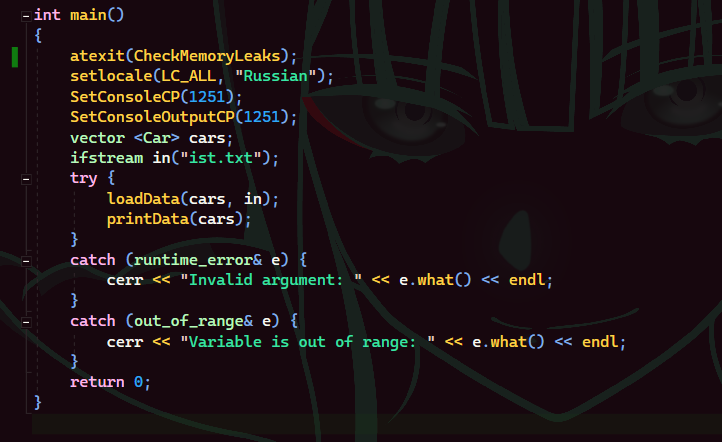 int main()
{
    atexit(CheckMemoryLeaks);
    setlocale(LC_ALL, "Russian");
    SetConsoleCP(1251);
    SetConsoleOutputCP(1251);
    vector <Car> cars;
    ifstream in("ist.txt");
    try {
        loadData(cars, in);
        printData(cars);
    }
    catch (runtime_error& e) {
        cerr << "Invalid argument: " << e.what() << endl;
    }
    catch (out_of_range& e) {
        cerr << "Variable is out of range: " << e.what() << endl;
    }
    return 0;
}